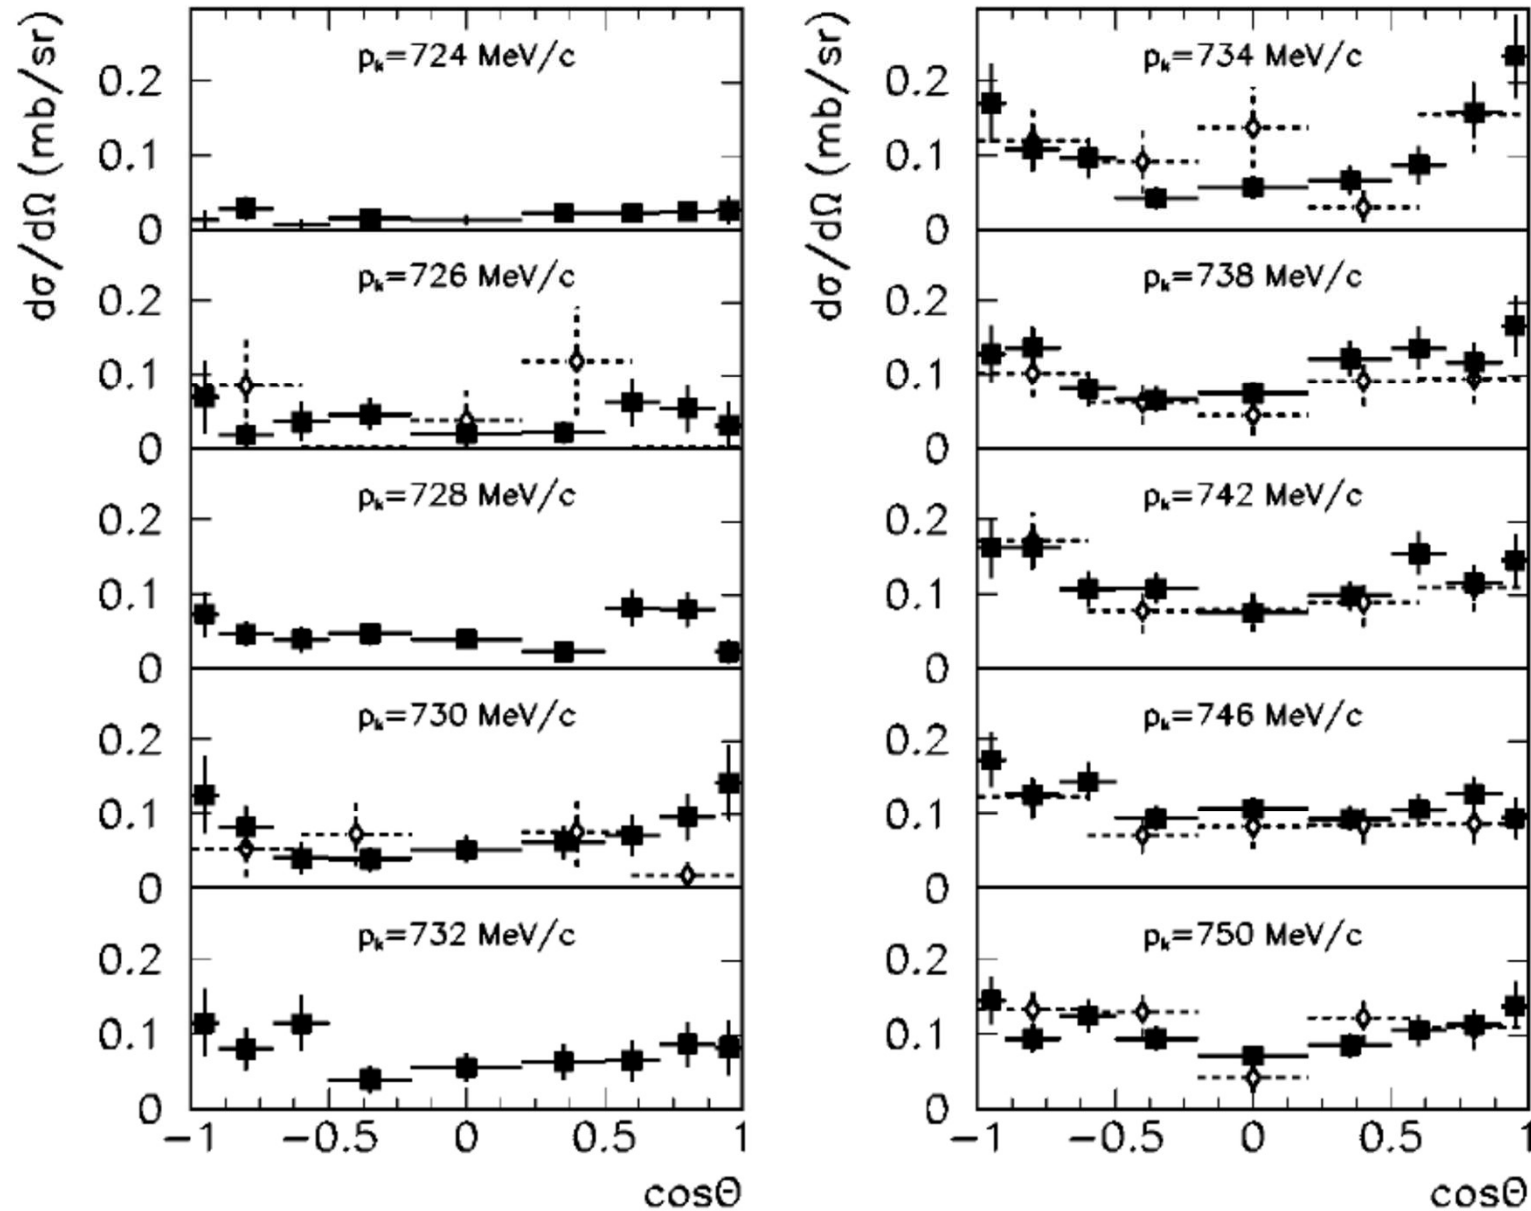 dσ/dΩ (mb/sr)
p_k=724 MeV/c
0.2
0.1
0
dσ/dΩ (mb/sr)
p_k=734 MeV/c
0.2
0.1
0
p_k=726 MeV/c
0.2
0.1
0
p_k=738 MeV/c
0.2
0.1
0
p_k=728 MeV/c
0.2
0.1
0
p_k=742 MeV/c
0.2
0.1
0
p_k=730 MeV/c
0.2
0.1
0
p_k=746 MeV/c
0.2
0.1
0
p_k=732 MeV/c
0.2
0.1
0
p_k=750 MeV/c
0.2
0.1
0
−1 −0.5 0 0.5 1
cosΘ
−1 −0.5 0 0.5 1
cosΘ